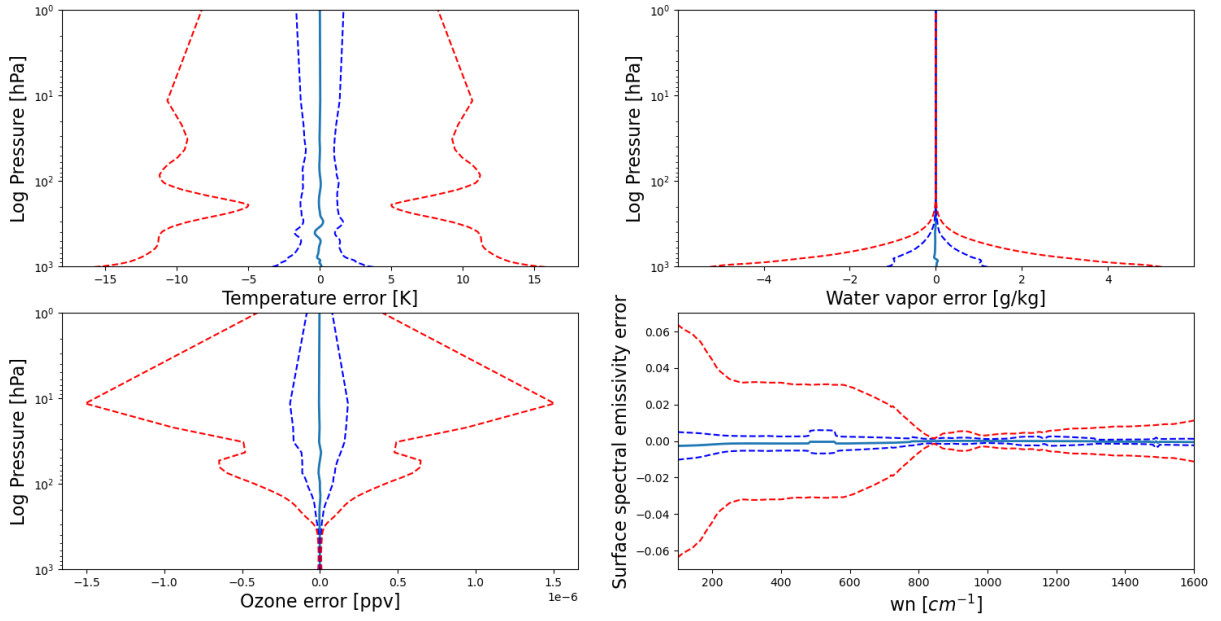 10⁰
10¹
10²
10³
Log Pressure [hPa]
−15 −10 −5 0 5 10 15
Temperature error [K]
10⁰
10¹
10²
10³
Log Pressure [hPa]
−4 −2 0 2 4
Water vapor error [g/kg]
10⁰
10¹
10²
10³
Log Pressure [hPa]
−1.5 −1.0 −0.5 0.0 0.5 1.0 1.5
1e−6
Ozone error [ppv]
0.06
0.04
0.02
0.00
−0.02
−0.04
−0.06
Surface spectral emissivity error
200 400 600 800 1000 1200 1400 1600
wn [cm⁻¹]